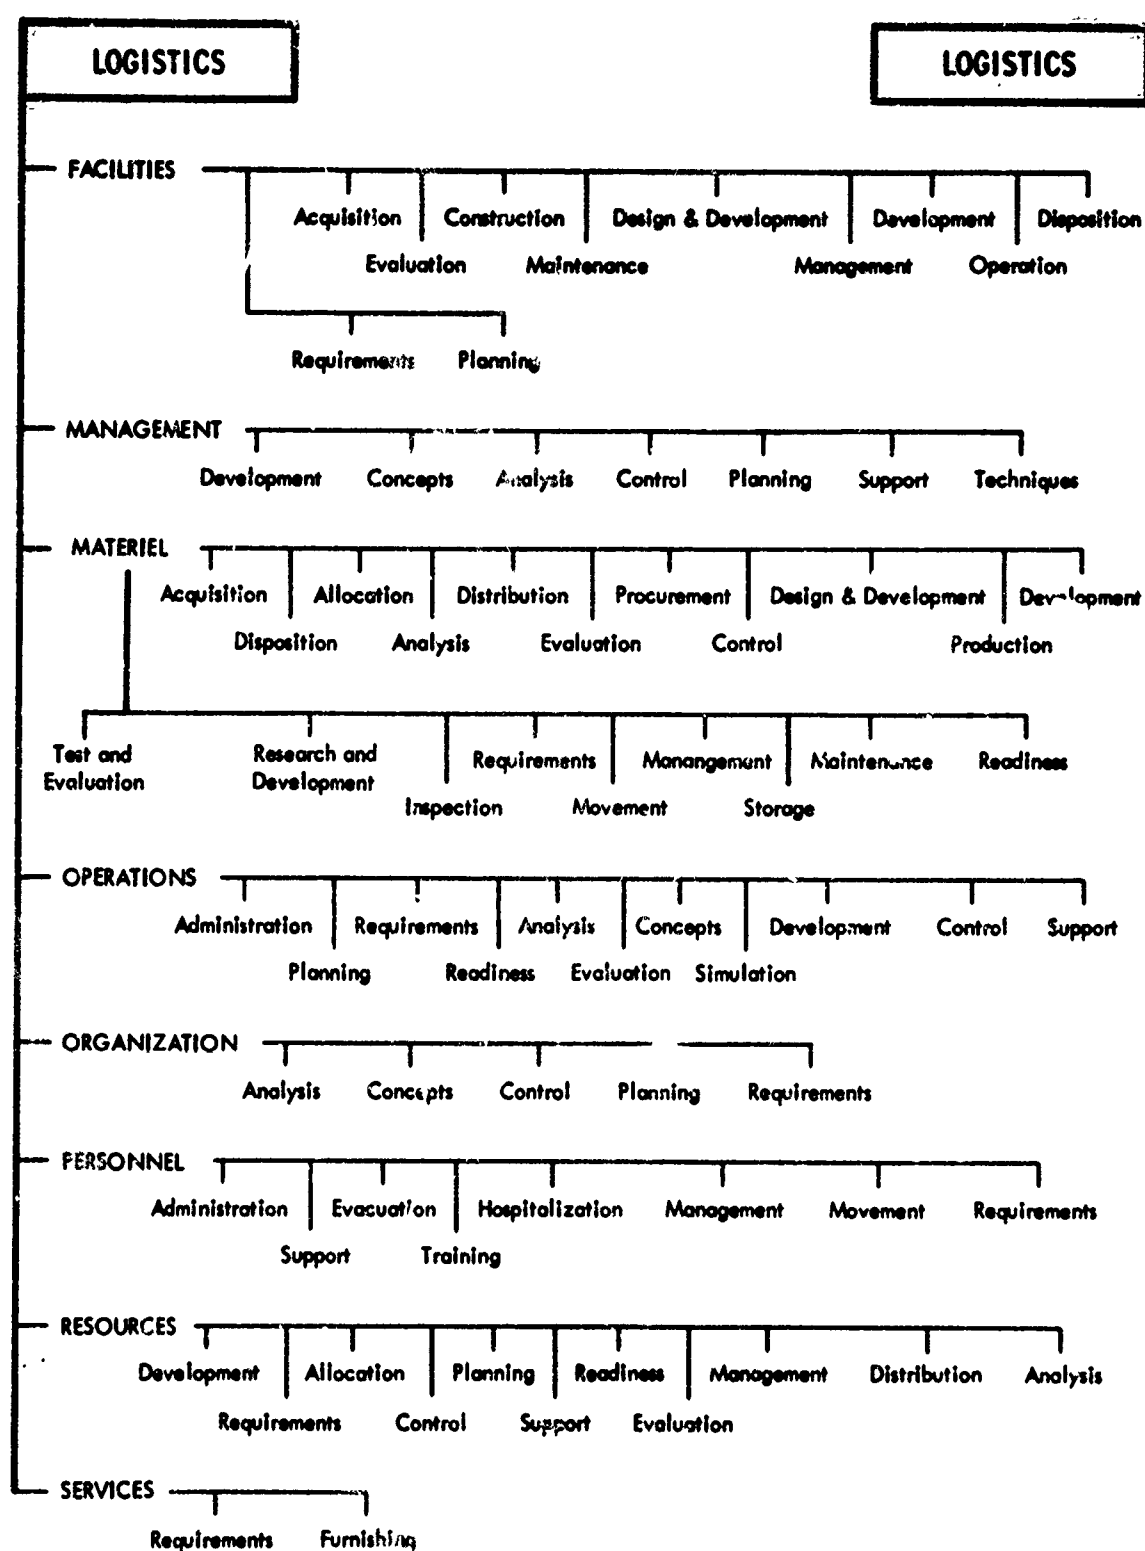 LOGISTICS LOGISTICS
FACILITIES
Acquisition Construction Design & Development Development Disposition
Evaluation Maintenance Management Operation
Requirements Planning
MANAGEMENT
Development Concepts Analysis Control Planning Support Techniques
MATERIEL
Acquisition Allocation Distribution Procurement Design & Development Development
Disposition Analysis Evaluation Control Production
Test and Research and Requirements Manangement Maintenance Readiness
Evaluation Development
Inspection Movement Storage
OPERATIONS
Administration Requirements Analysis Concepts Development Control Support
Planning Readiness Evaluation Simulation
ORGANIZATION
Analysis Concepts Control Planning Requirements
PERSONNEL
Administration Evacuation Hospitalization Management Movement Requirements
Support Training
RESOURCES
Development Allocation Planning Readiness Management Distribution Analysis
Requirements Control Support Evaluation
SERVICES
Requirements Furnishing